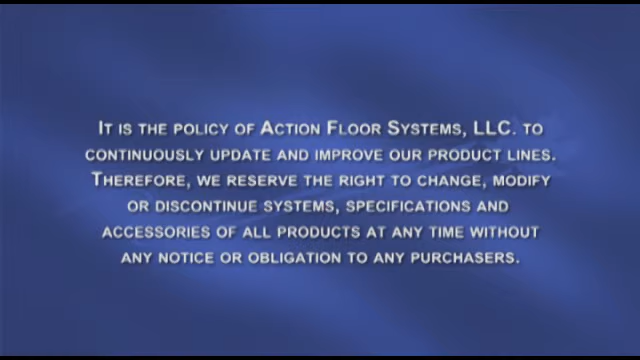 It is the policy of Action Floor Systems, LLC. to
continuously update and improve our product lines.
Therefore, we reserve the right to change, modify
or discontinue systems, specifications and
accessories of all products at any time without
any notice or obligation to any purchasers.